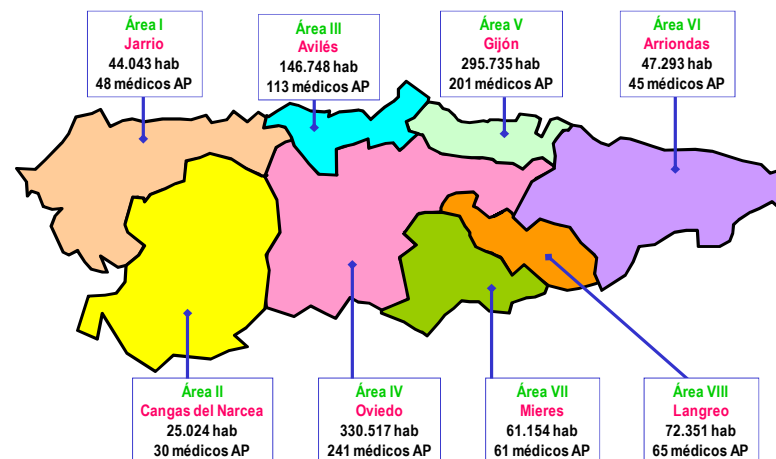 Área I
Jarrio
44.043 hab
48 médicos AP
Área III
Avilés
146.748 hab
113 médicos AP
Área V
Gijón
295.735 hab
201 médicos AP
Área VI
Arriondas
47.293 hab
45 médicos AP
Área II
Cangas del Narcea
25.024 hab
30 médicos AP
Área IV
Oviedo
330.517 hab
241 médicos AP
Área VII
Mieres
61.154 hab
61 médicos AP
Área VIII
Langreo
72.351 hab
65 médicos AP